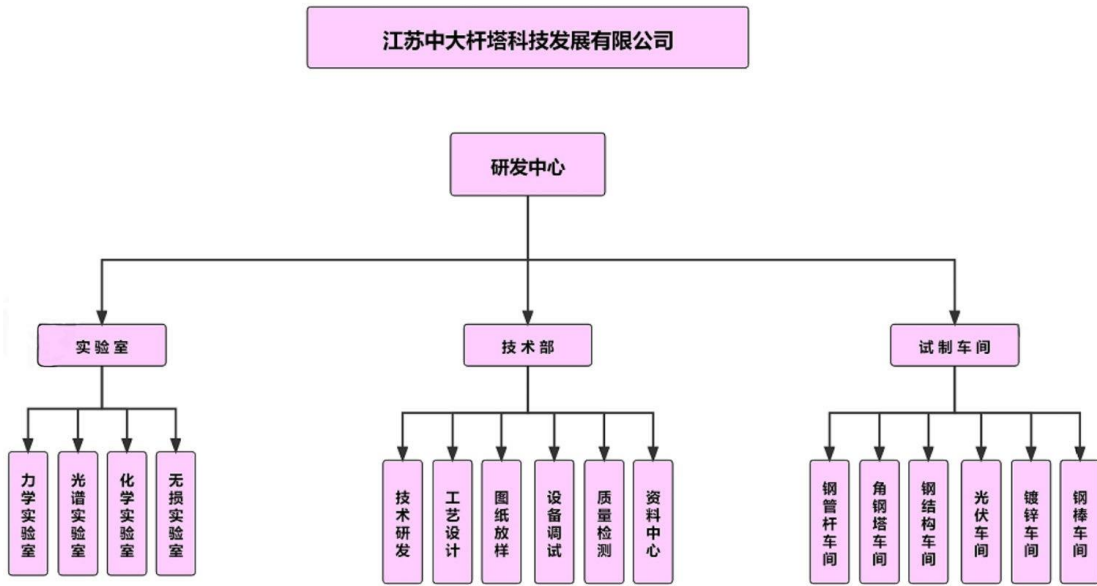 江苏中大杆塔科技发展有限公司
研发中心
实验室
技术部
试制车间
力学实验室
光谱实验室
化学实验室
无损实验室
技术研发
工艺设计
图纸放样
设备调试
质量检测
资料中心
钢管杆车间
角钢塔车间
钢结构车间
光伏车间
镀锌车间
钢棒车间